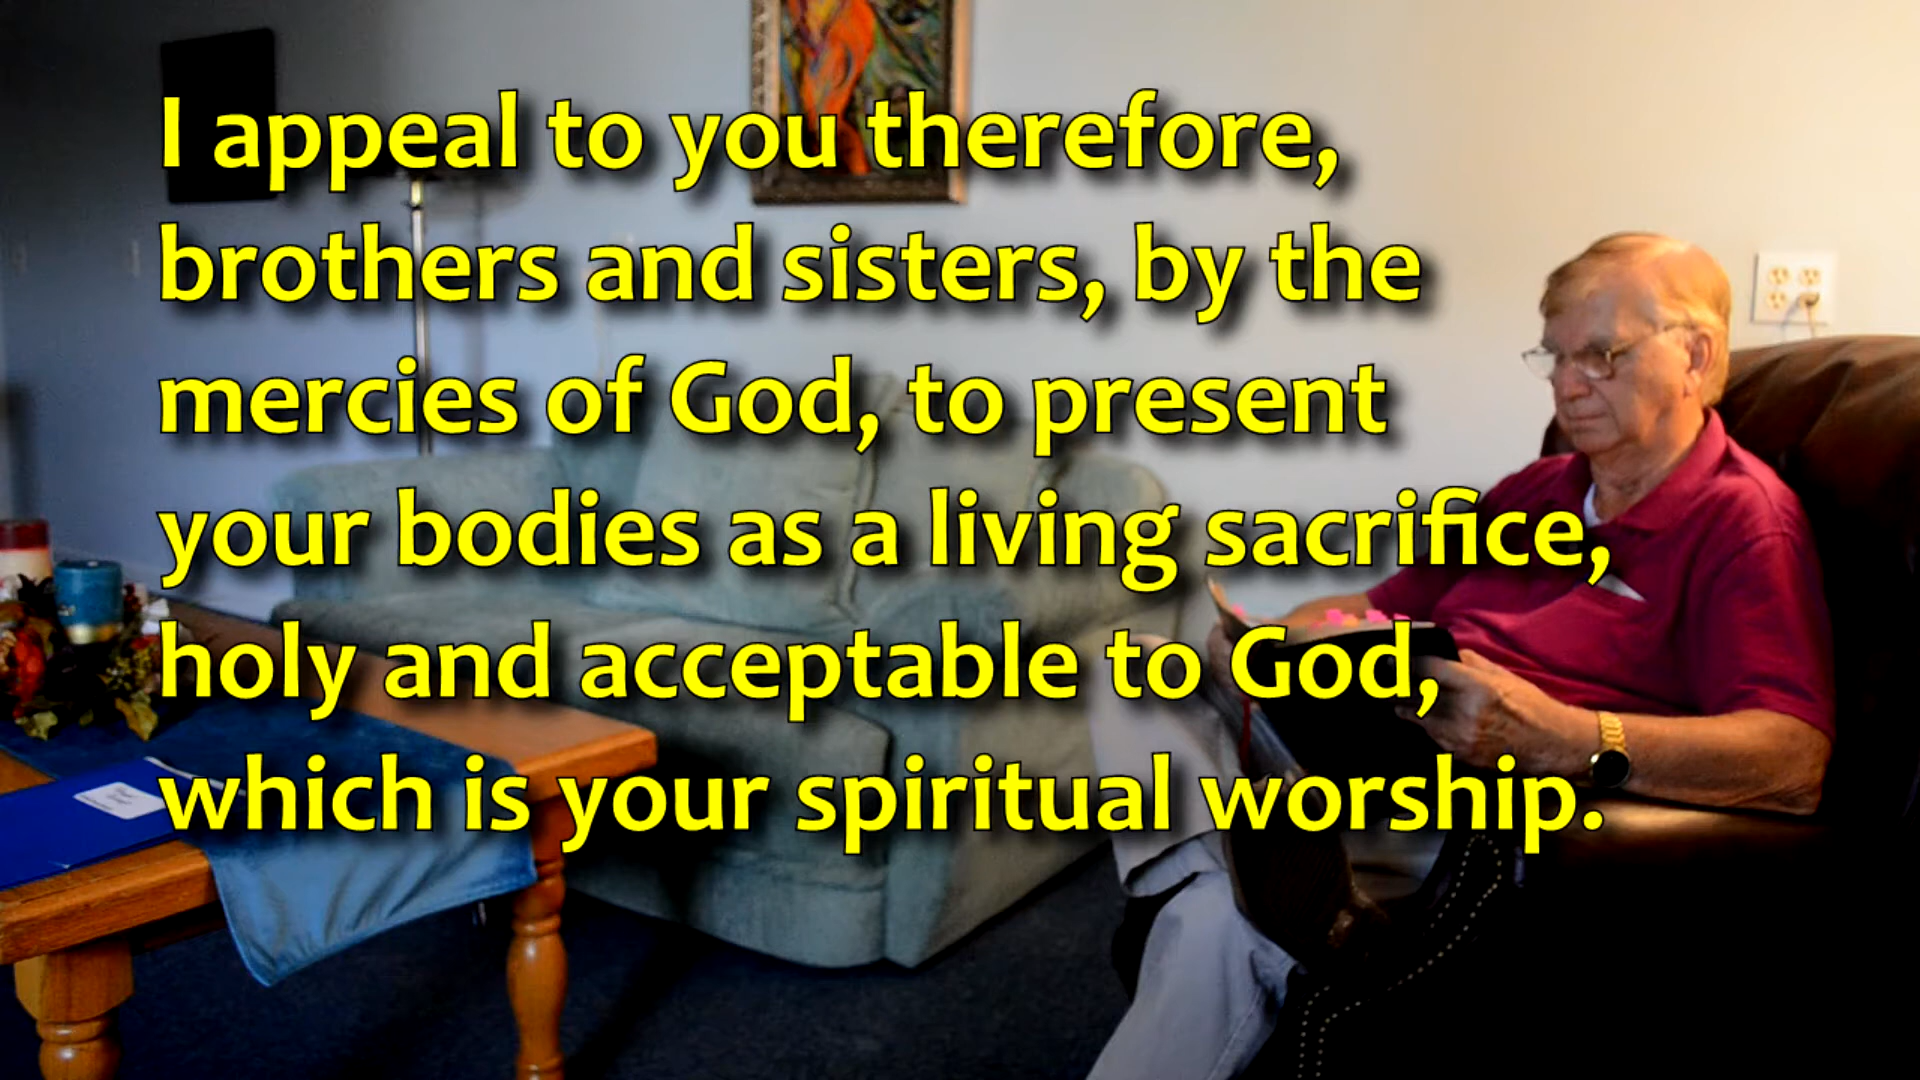 I appeal to you therefore,
brothers and sisters, by the
mercies of God, to present
your bodies as a living sacrifice,
holy and acceptable to God,
which is your spiritual worship.